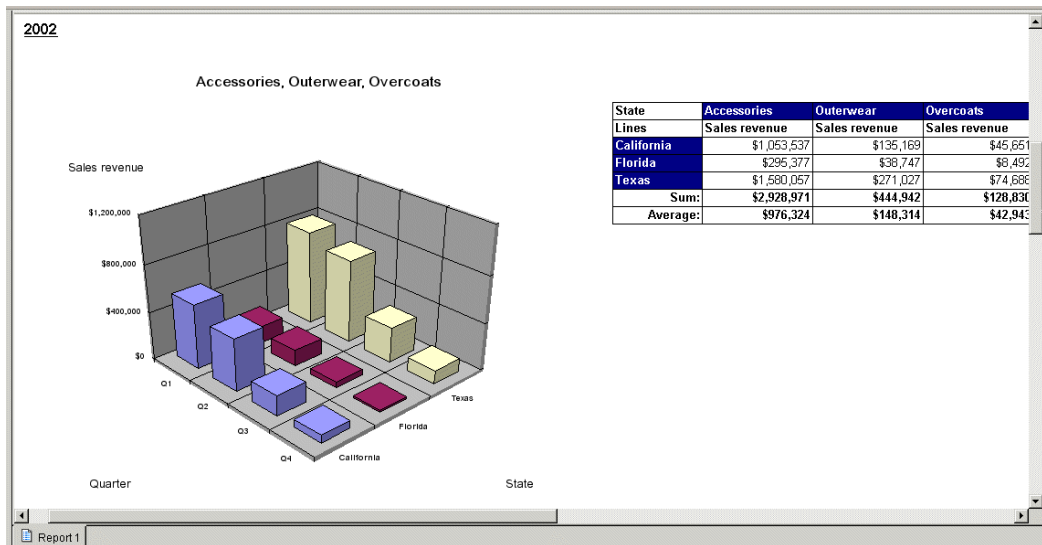 2002
Accessories, Outerwear, Overcoats
Sales revenue
$1,200,000
$800,000
$400,000
$0
Q1
Q2
Q3
Q4
California
Florida
Texas
Quarter
State
State Accessories Outerwear Overcoats
Lines Sales revenue Sales revenue Sales revenue
California $1,053,537 $135,169 $45,651
Florida $295,377 $38,747 $8,492
Texas $1,580,057 $271,027 $74,688
Sum: $2,928,971 $444,942 $128,830
Average: $976,324 $148,314 $42,943
Report 1